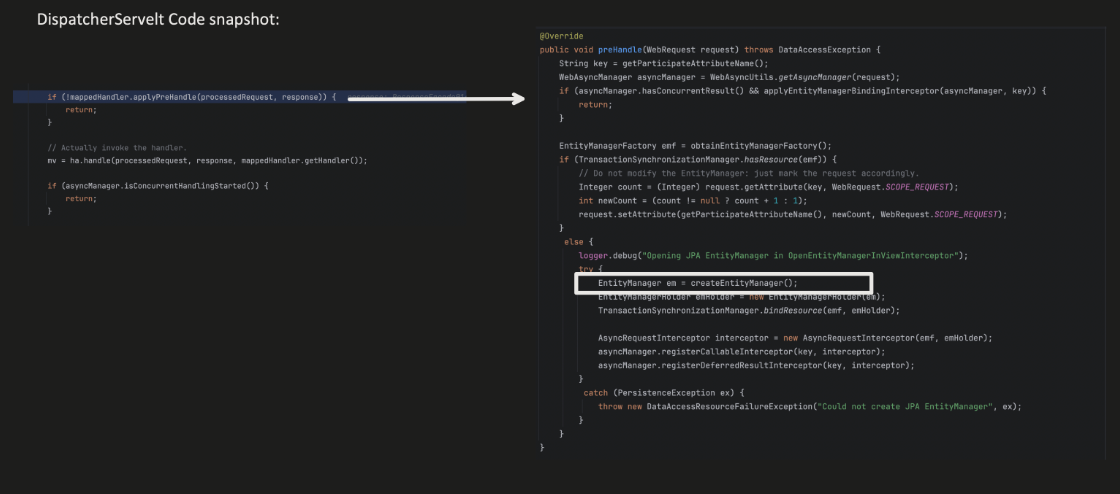 DispatcherServelt Code snapshot:
if (!mappedHandler.applyPreHandle(processedRequest, response)) {
return;
}
// Actually invoke the handler.
mv = ha.handle(processedRequest, response, mappedHandler.getHandler());
if (asyncManager.isConcurrentHandlingStarted()) {
return;
}
@Override
public void preHandle(WebRequest request) throws DataAccessException {
String key = getParticipateAttributeName();
WebAsyncManager asyncManager = WebAsyncUtils.getAsyncManager(request);
if (asyncManager.hasConcurrentResult() && applyEntityManagerBindingInterceptor(asyncManager, key)) {
return;
}
EntityManagerFactory emf = obtainEntityManagerFactory();
if (TransactionSynchronizationManager.hasResource(emf)) {
// Do not modify the EntityManager: just mark the request accordingly.
Integer count = (Integer) request.getAttribute(key, WebRequest.SCOPE_REQUEST);
int newCount = (count != null ? count + 1 : 1);
request.setAttribute(getParticipateAttributeName(), newCount, WebRequest.SCOPE_REQUEST);
}
else {
logger.debug("Opening JPA EntityManager in OpenEntityManagerInViewInterceptor");
try {
EntityManager em = createEntityManager();
EntityManagerHolder emHolder = new EntityManagerHolder(em);
TransactionSynchronizationManager.bindResource(emf, emHolder);
AsyncRequestInterceptor interceptor = new AsyncRequestInterceptor(emf, emHolder);
asyncManager.registerCallableInterceptor(key, interceptor);
asyncManager.registerDeferredResultInterceptor(key, interceptor);
}
catch (PersistenceException ex) {
throw new DataAccessResourceFailureException("Could not create JPA EntityManager", ex);
}
}
}